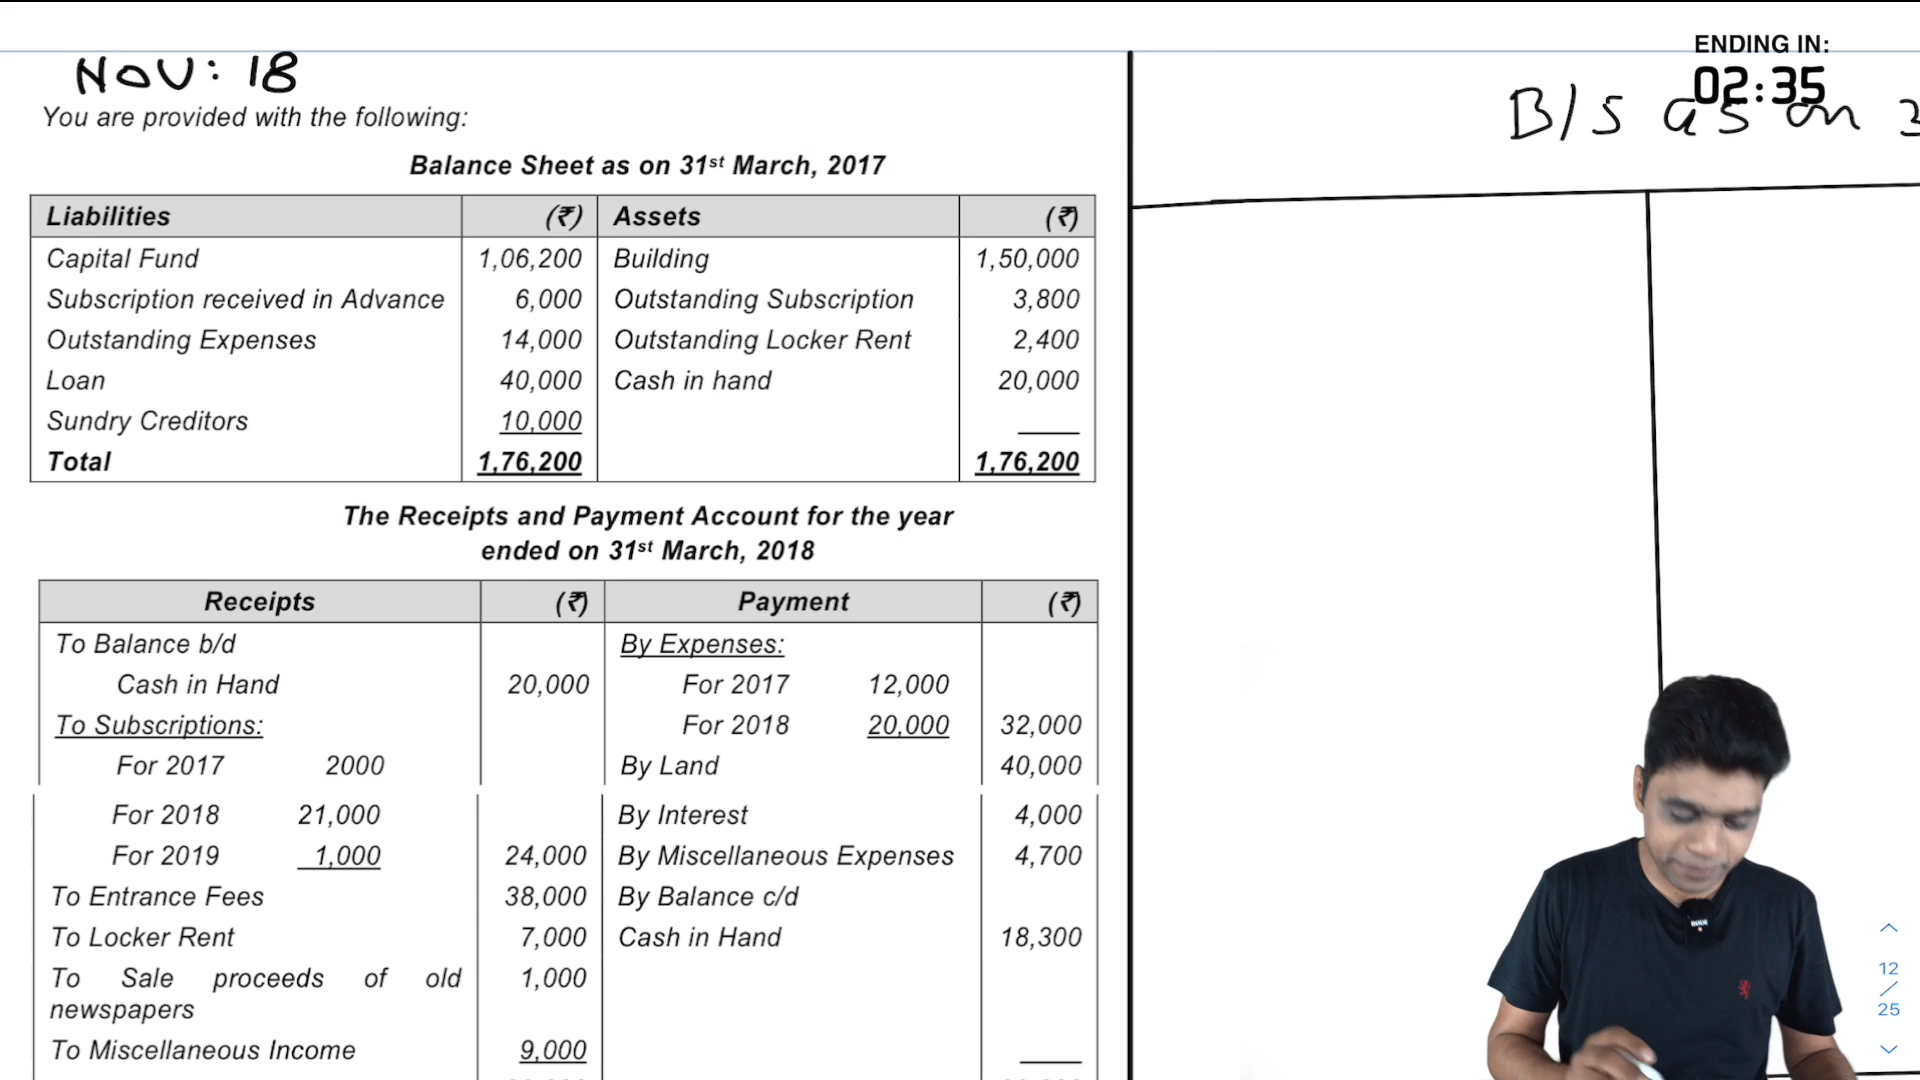 ENDING IN:
02:35
NOV: 18
B/S as on 3
You are provided with the following:
Balance Sheet as on 31st March, 2017
Liabilities (₹) Assets (₹)
Capital Fund 1,06,200 Building 1,50,000
Subscription received in Advance 6,000 Outstanding Subscription 3,800
Outstanding Expenses 14,000 Outstanding Locker Rent 2,400
Loan 40,000 Cash in hand 20,000
Sundry Creditors 10,000
Total 1,76,200 1,76,200
The Receipts and Payment Account for the year
ended on 31st March, 2018
Receipts (₹) Payment (₹)
To Balance b/d By Expenses:
Cash in Hand 20,000 For 2017 12,000
To Subscriptions: For 2018 20,000 32,000
For 2017 2000 By Land 40,000
For 2018 21,000 By Interest 4,000
For 2019 1,000 24,000 By Miscellaneous Expenses 4,700
To Entrance Fees 38,000 By Balance c/d
To Locker Rent 7,000 Cash in Hand 18,300
To Sale proceeds of old 1,000
newspapers
To Miscellaneous Income 9,000
12
/
25